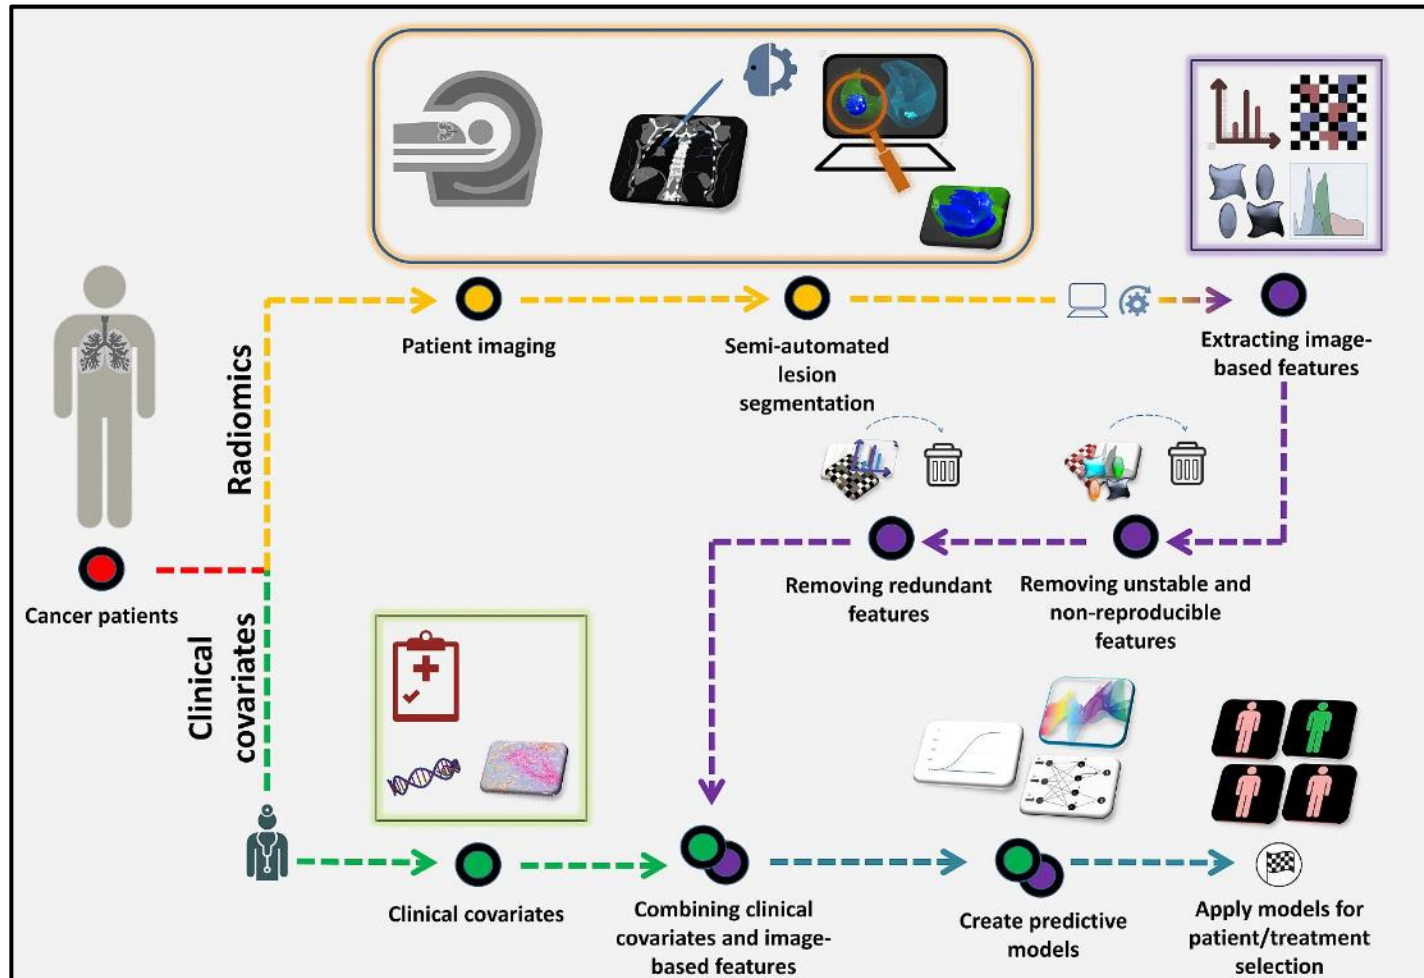 Radiomics
Patient imaging
Semi-automated
lesion
segmentation
Extracting image-
based features
Cancer patients
Removing redundant
features
Removing unstable and
non-reproducible
features
Clinical
covariates
Clinical covariates
Combining clinical
covariates and image-
based features
Create predictive
models
Apply models for
patient/treatment
selection